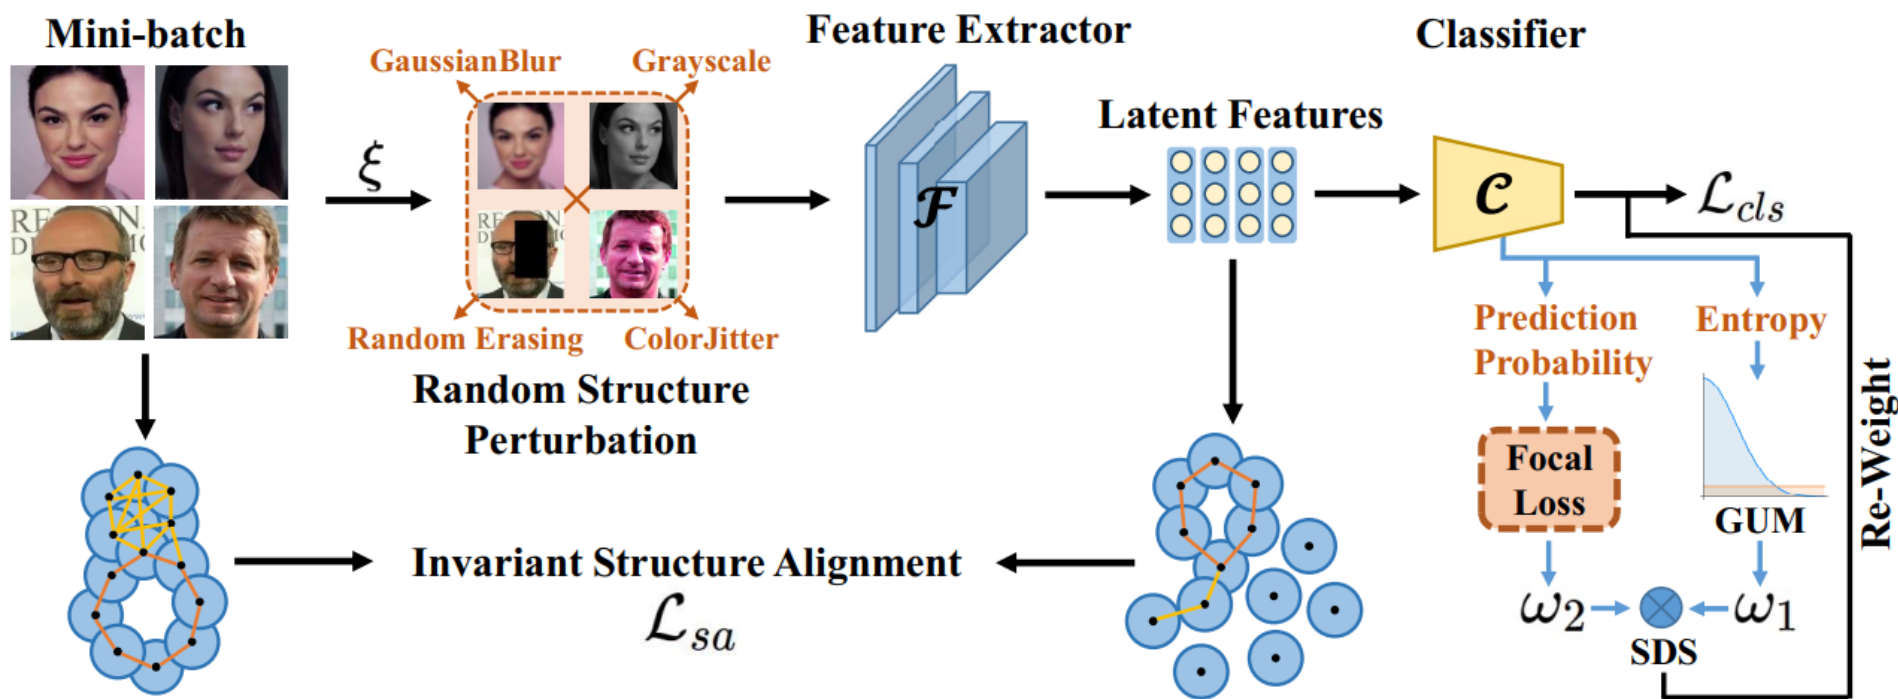 Mini-batch
Feature Extractor
Classifier
GaussianBlur
Grayscale
Latent Features
ξ
ℱ
𝒞
ℒcls
Random Erasing
ColorJitter
Random Structure
Perturbation
Prediction
Probability
Entropy
Re-Weight
Focal
Loss
GUM
Invariant Structure Alignment
ℒsa
ω2
ω1
SDS